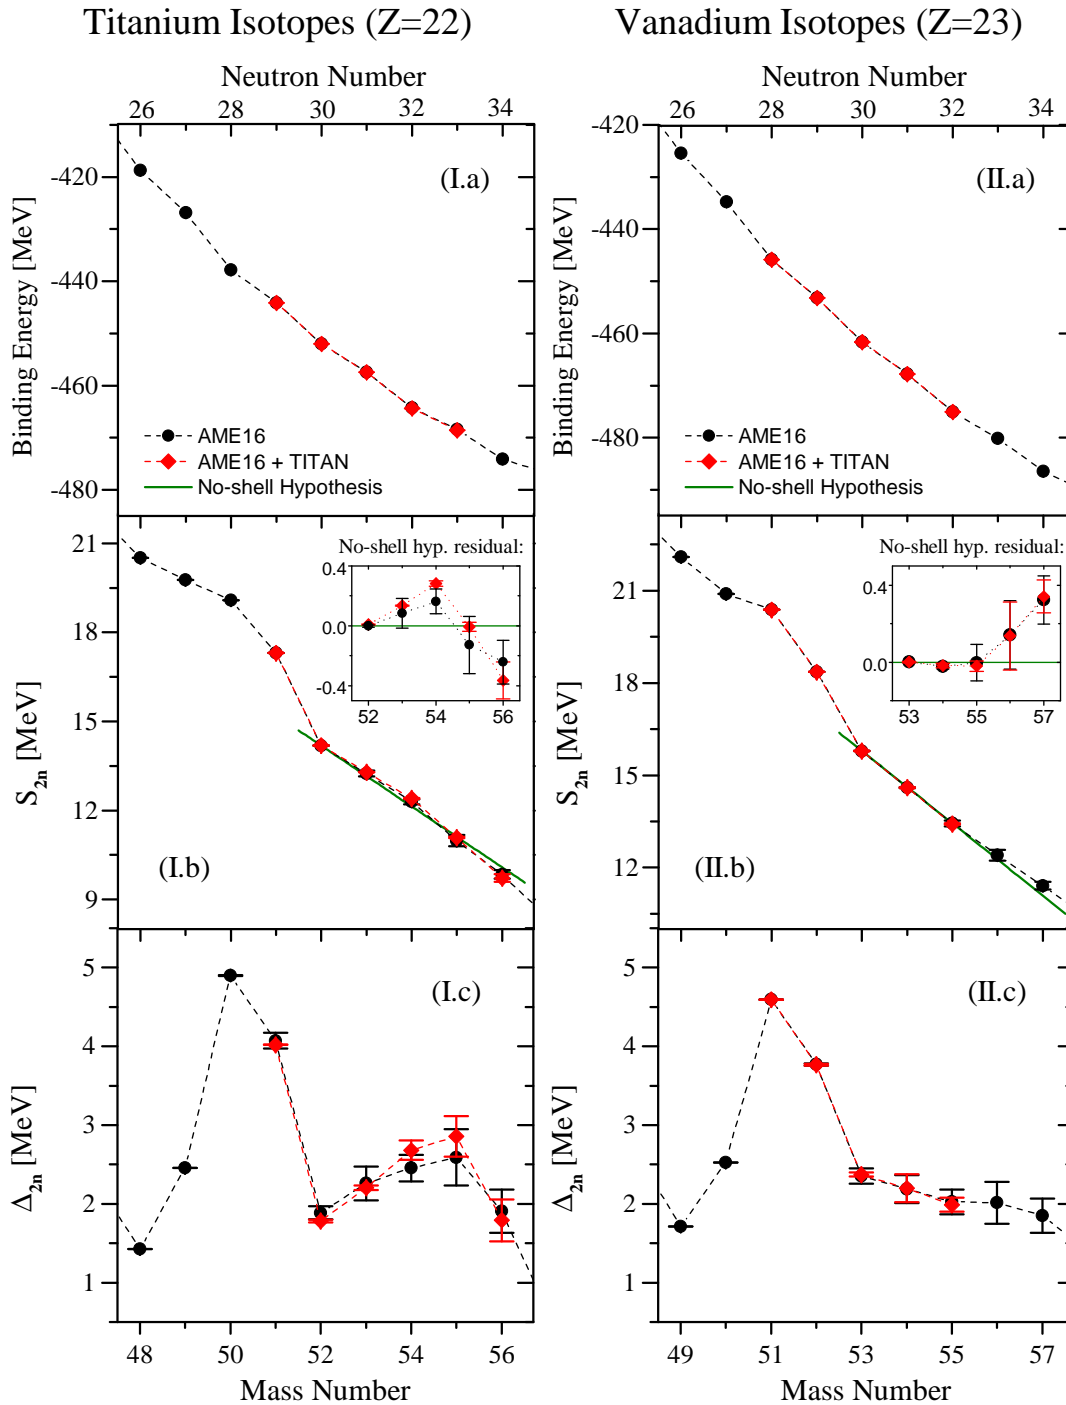 Titanium Isotopes (Z=22)
Vanadium Isotopes (Z=23)
Neutron Number
Neutron Number
26 28 30 32 34
26 28 30 32 34
Binding Energy [MeV]
-420
-440
-460
-480
(I.a)
AME16
AME16 + TITAN
No-shell Hypothesis
Binding Energy [MeV]
-420
-440
-460
-480
(II.a)
AME16
AME16 + TITAN
No-shell Hypothesis
S2n [MeV]
21
18
15
12
9
(I.b)
No-shell hyp. residual:
0.4
0.0
-0.4
52 54 56
S2n [MeV]
21
18
15
12
(II.b)
No-shell hyp. residual:
0.4
0.0
53 55 57
Δ2n [MeV]
5
4
3
2
1
(I.c)
48 50 52 54 56
Mass Number
Δ2n [MeV]
5
4
3
2
1
(II.c)
49 51 53 55 57
Mass Number